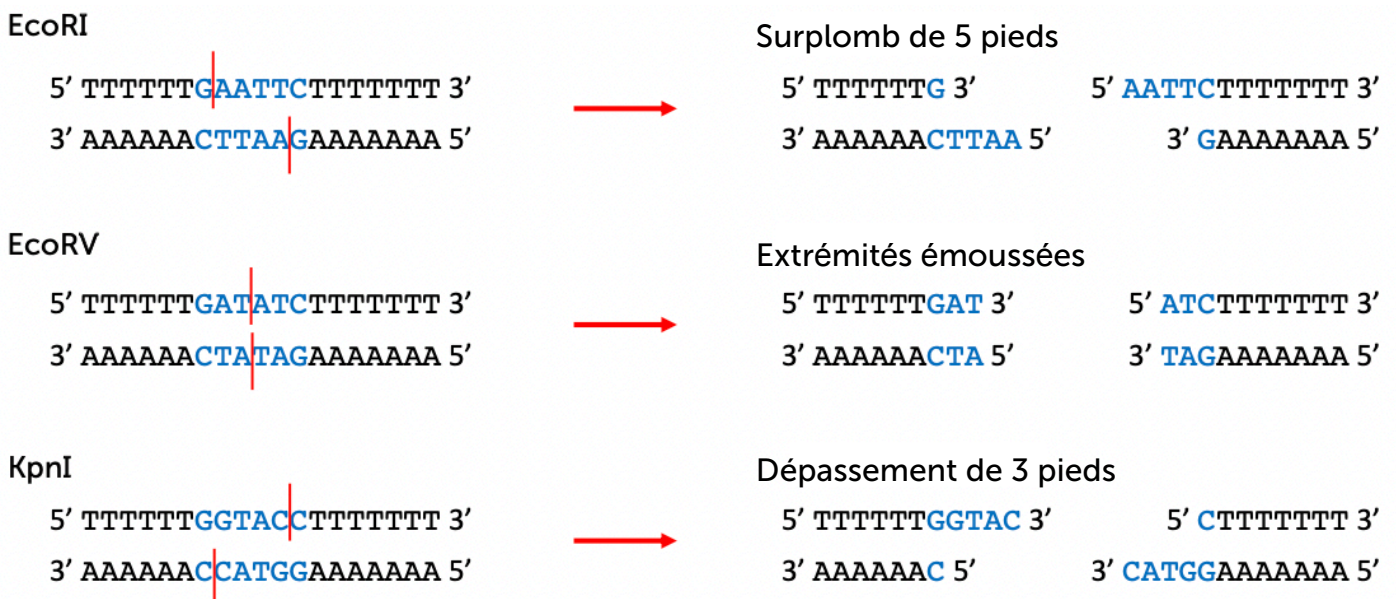 EcoRI
5′ TTTTTTGAATTCTTTTTTT 3′
3′ AAAAAACTTAAGAAAAAAA 5′
Surplomb de 5 pieds
5′ TTTTTTG 3′ 5′ AATTCTTTTTTT 3′
3′ AAAAAACTTAA 5′ 3′ GAAAAAAA 5′
EcoRV
5′ TTTTTTGATATCTTTTTTT 3′
3′ AAAAAACTATAGAAAAAAA 5′
Extrémités émoussées
5′ TTTTTTGAT 3′ 5′ ATCTTTTTTT 3′
3′ AAAAAACTA 5′ 3′ TAGAAAAAAA 5′
KpnI
5′ TTTTTTGGTACCTTTTTTT 3′
3′ AAAAAACCATGGAAAAAAA 5′
Dépassement de 3 pieds
5′ TTTTTTGGTAC 3′ 5′ CTTTTTTT 3′
3′ AAAAAAC 5′ 3′ CATGGAAAAAAA 5′